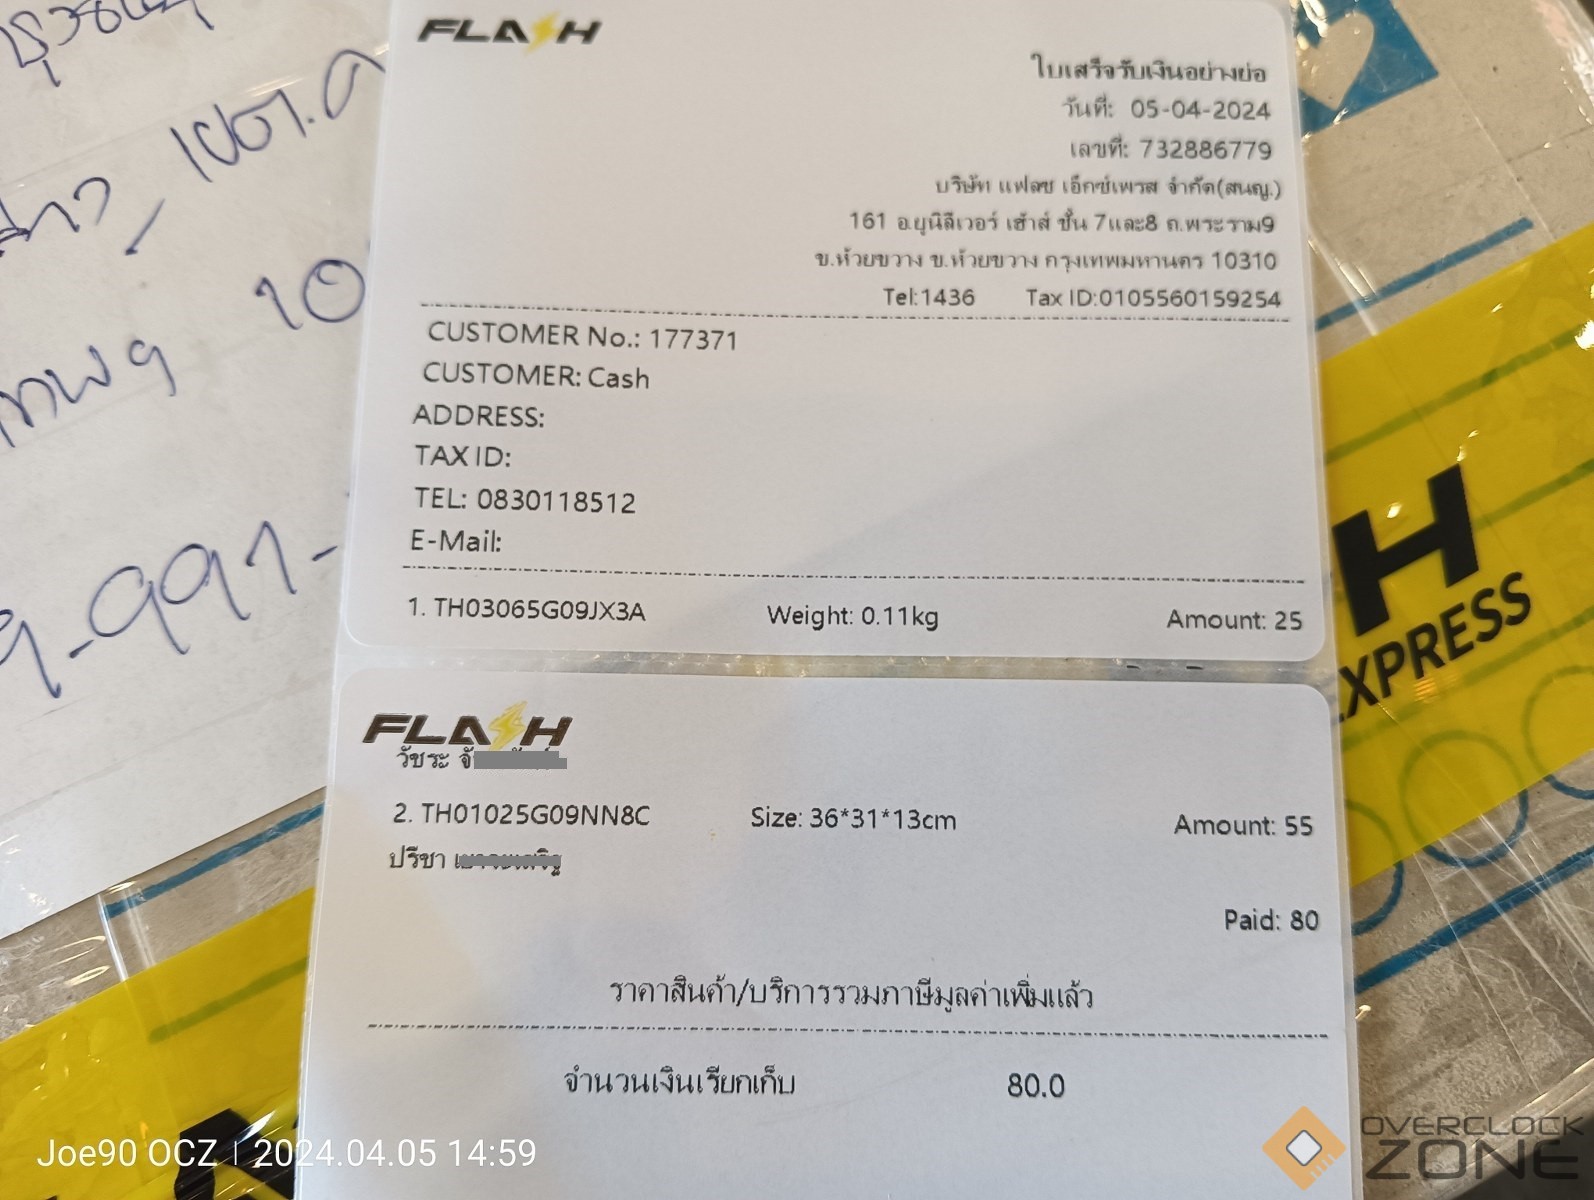 FLASH
ใบเสร็จรับเงินอย่างย่อ
วันที่: 05-04-2024
เลขที่: 732886779
บริษัท แฟลช เอ็กซ์เพรส จำกัด(สนญ.)
161 อ.ยูนิลีเวอร์ เฮ้าส์ ชั้น 7และ8 ถ.พระราม9
ข.ห้วยขวาง ข.ห้วยขวาง กรุงเทพมหานคร 10310
Tel:1436 Tax ID:0105560159254
CUSTOMER No.: 177371
CUSTOMER: Cash
ADDRESS:
TAX ID:
TEL: 0830118512
E-Mail:
1. TH03065G09JX3A Weight: 0.11kg Amount: 25
FLASH
วัชระ
2. TH01025G09NN8C Size: 36*31*13cm Amount: 55
ปรีชา
Paid: 80
ราคาสินค้า/บริการรวมภาษีมูลค่าเพิ่มแล้ว
จำนวนเงินเรียกเก็บ 80.0
H
EXPRESS
10
9-997-
Joe90 OCZ | 2024.04.05 14:59
OVERCLOCK
ZONE